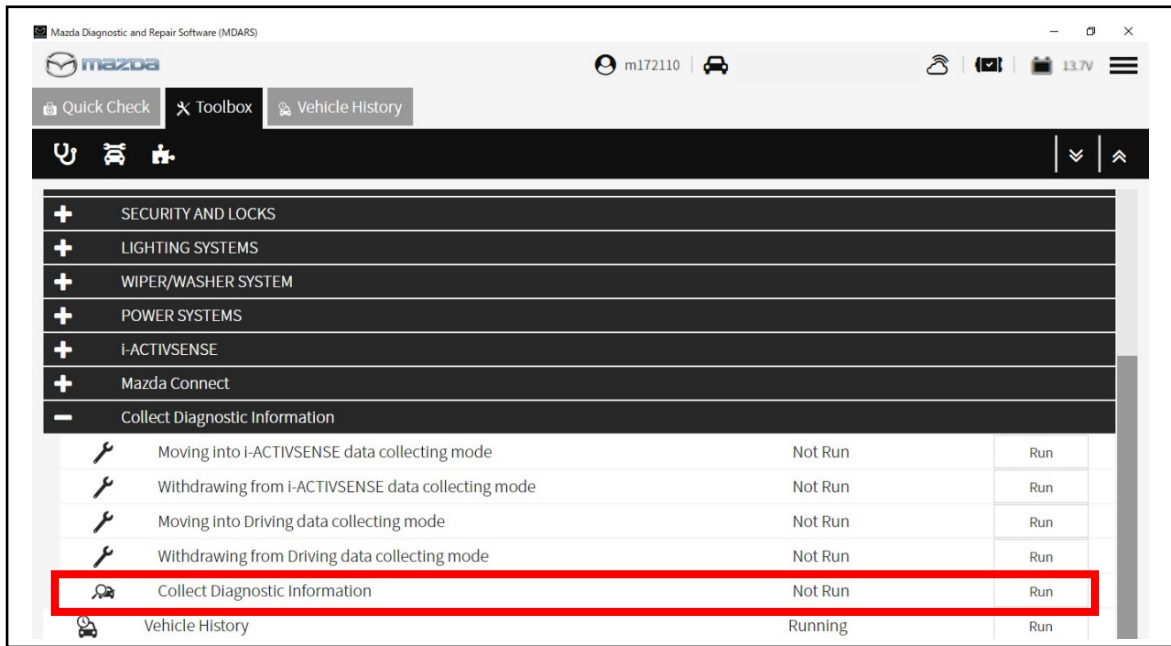 Mazda Diagnostic and Repair Software (MDARS)
mazda m172110 13.7V
Quick Check Toolbox Vehicle History
SECURITY AND LOCKS
LIGHTING SYSTEMS
WIPER/WASHER SYSTEM
POWER SYSTEMS
i-ACTIVSENSE
Mazda Connect
Collect Diagnostic Information
Moving into i-ACTIVSENSE data collecting mode Not Run Run
Withdrawing from i-ACTIVSENSE data collecting mode Not Run Run
Moving into Driving data collecting mode Not Run Run
Withdrawing from Driving data collecting mode Not Run Run
Collect Diagnostic Information Not Run Run
Vehicle History Running Run